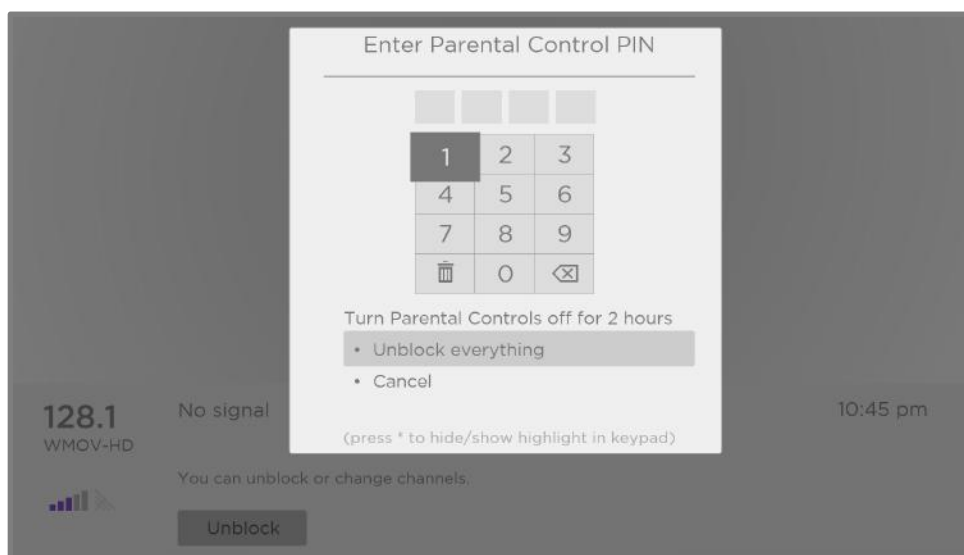 Enter Parental Control PIN
1 2 3
4 5 6
7 8 9
0
Turn Parental Controls off for 2 hours
• Unblock everything
• Cancel
(press * to hide/show highlight in keypad)
128.1 No signal 10:45 pm
WMOV-HD
You can unblock or change channels.
Unblock